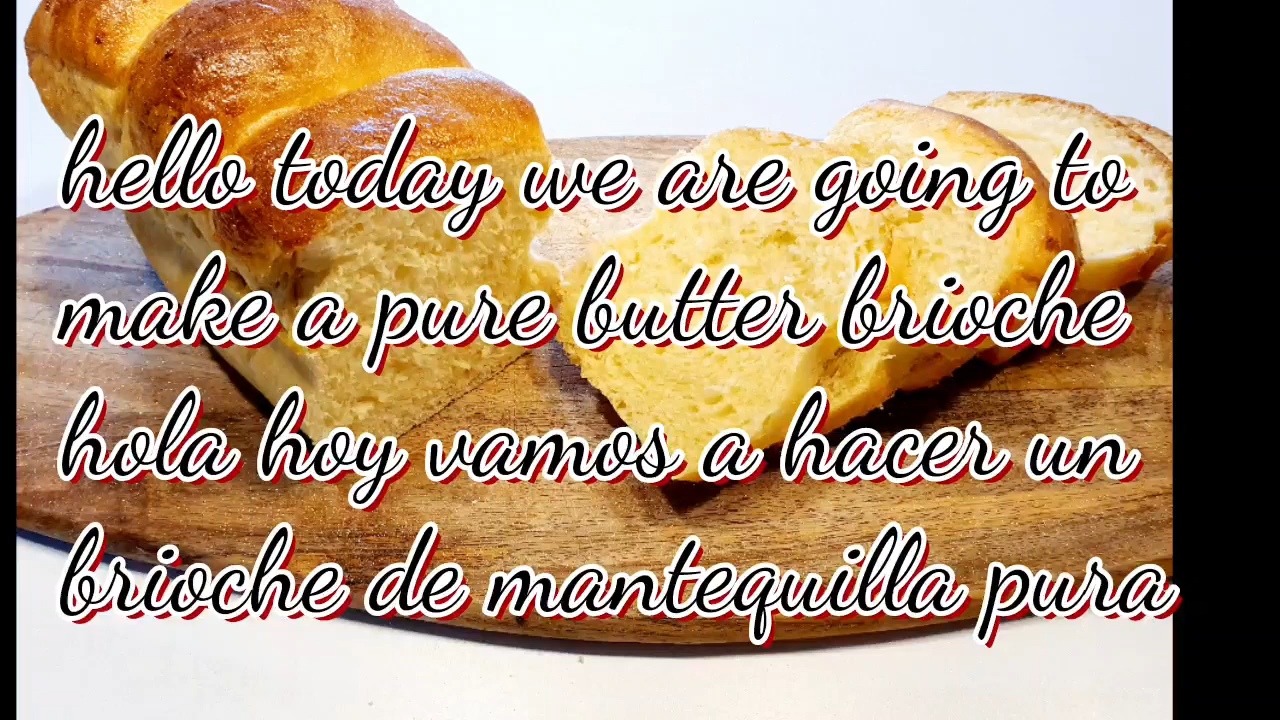 hello today we are going to
make a pure butter brioche
hola hoy vamos a hacer un
brioche de mantequilla pura